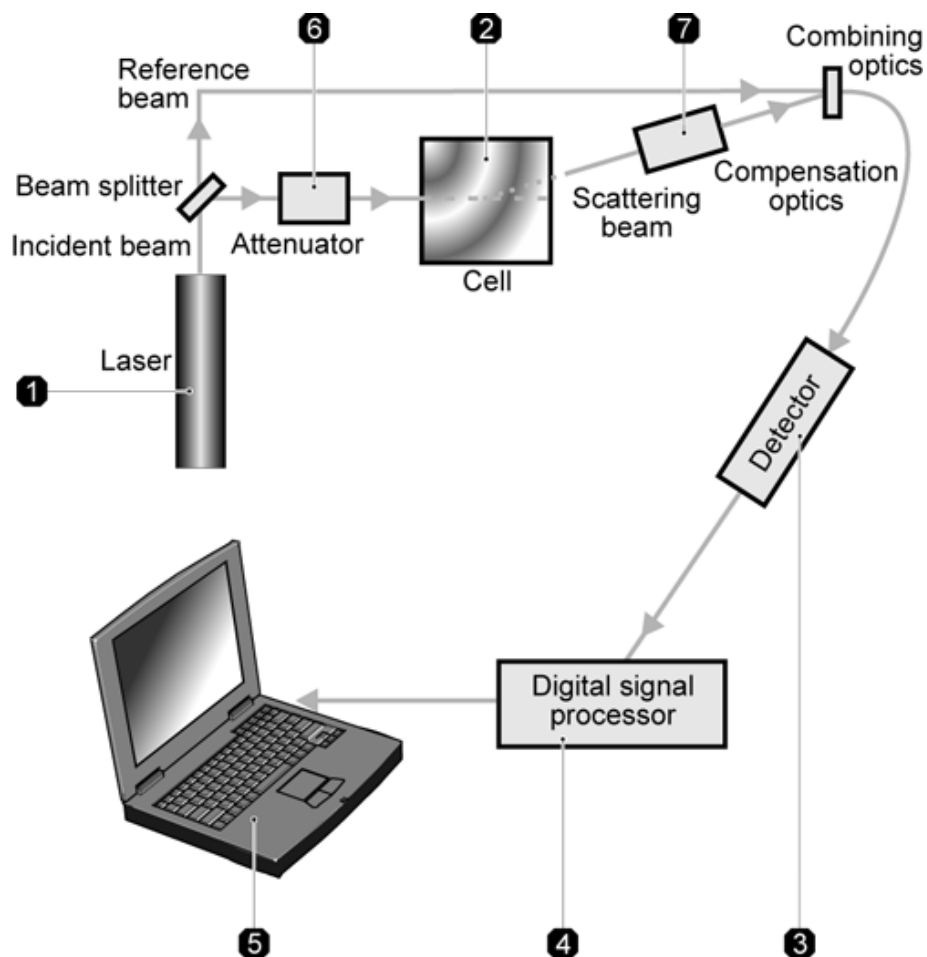 6
2
7
Combining
optics
Reference
beam
Beam splitter
Incident beam
Attenuator
Cell
Scattering
beam
Compensation
optics
Laser
1
Detector
Digital signal
processor
5
4
3